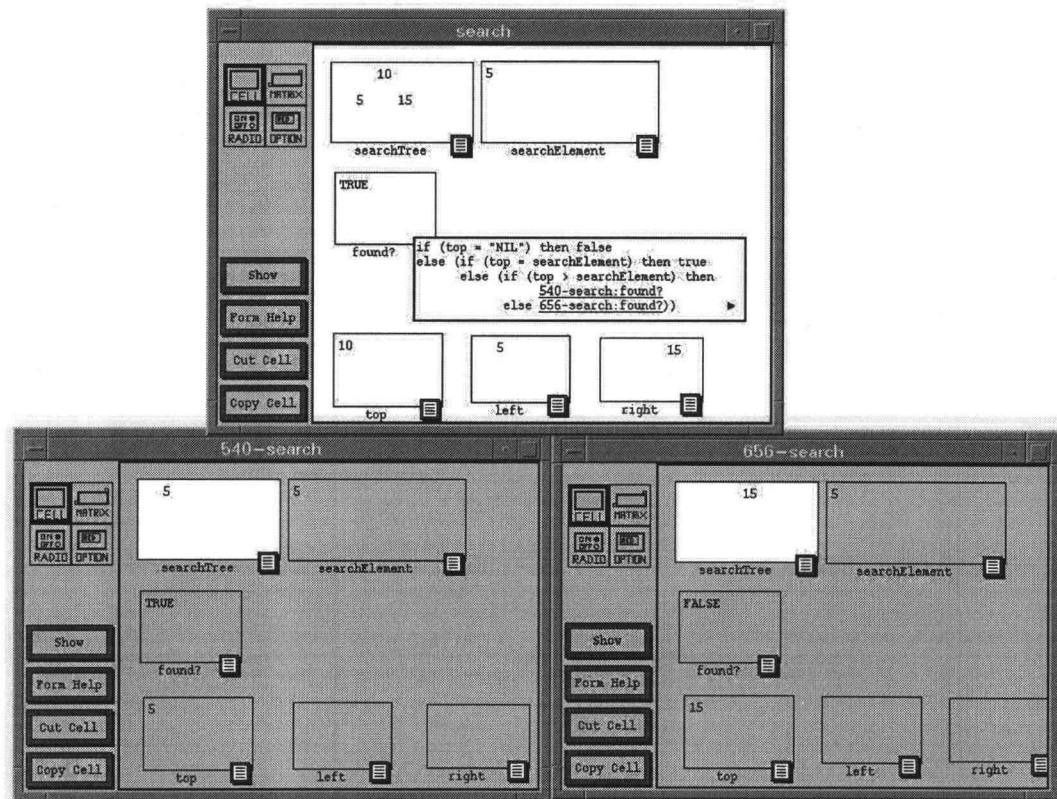 search
CELL MATRIX
RADIO OPTION
Show
Form Help
Cut Cell
Copy Cell
10
5 15
searchTree
5
searchElement
TRUE
found?
if (top = "NIL") then false
else (if (top = searchElement) then true
else (if (top > searchElement) then
540-search:found?
else 656-search:found?))
10
top
5
left
15
right
540-search
CELL MATRIX
ON OFF
RADIO OPTION
Show
Form Help
Cut Cell
Copy Cell
5
searchTree
5
searchElement
TRUE
found?
5
top
left
right
656-search
CELL MATRIX
ON OFF
RADIO OPTION
Show
Form Help
Cut Cell
Copy Cell
15
searchTree
5
searchElement
FALSE
found?
15
top
left
right